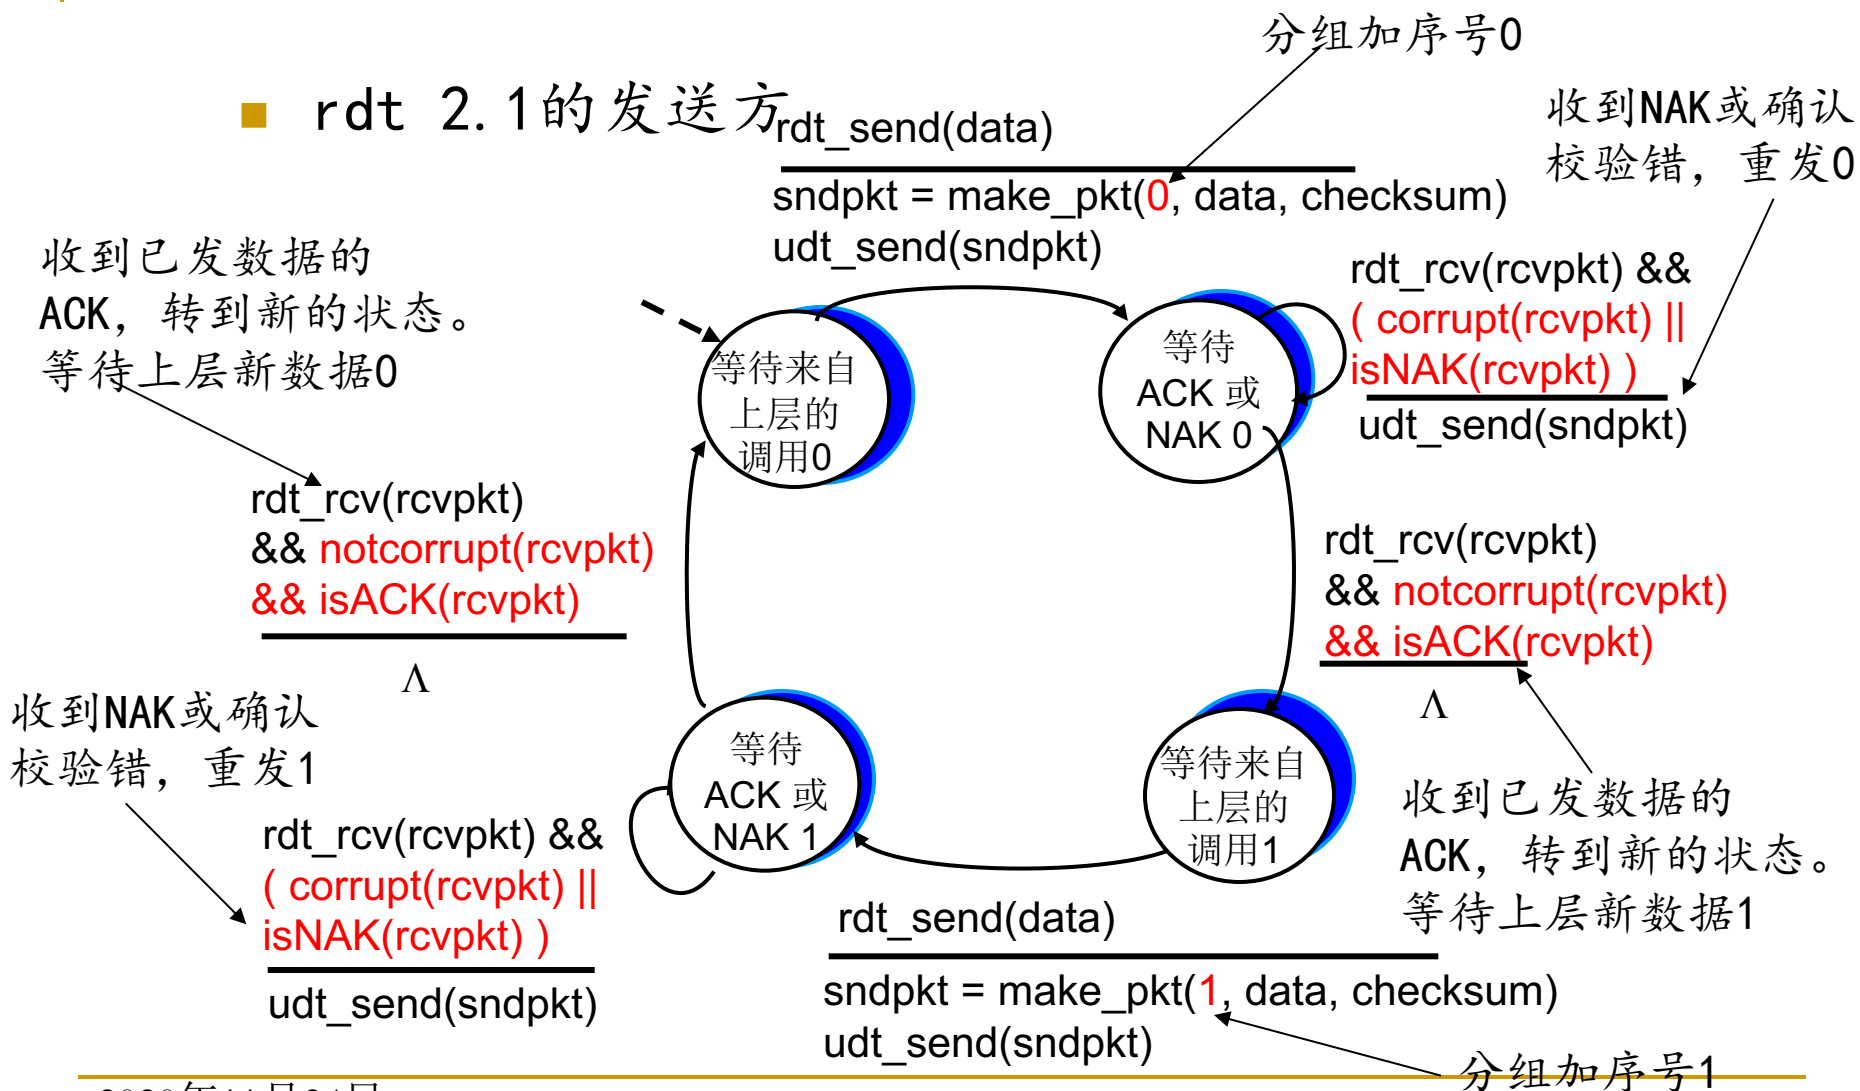 分组加序号0
rdt 2.1的发送方
rdt_send(data)
sndpkt = make_pkt(0, data, checksum)
udt_send(sndpkt)
收到NAK或确认
校验错，重发0
收到已发数据的
ACK，转到新的状态。
等待上层新数据0
rdt_rcv(rcvpkt) &&
( corrupt(rcvpkt) ||
isNAK(rcvpkt) )
udt_send(sndpkt)
等待来自
上层的
调用0
等待
ACK 或
NAK 0
rdt_rcv(rcvpkt)
&& notcorrupt(rcvpkt)
&& isACK(rcvpkt)
Λ
rdt_rcv(rcvpkt)
&& notcorrupt(rcvpkt)
&& isACK(rcvpkt)
Λ
收到NAK或确认
校验错，重发1
等待
ACK 或
NAK 1
等待来自
上层的
调用1
收到已发数据的
ACK，转到新的状态。
等待上层新数据1
rdt_rcv(rcvpkt) &&
( corrupt(rcvpkt) ||
isNAK(rcvpkt) )
udt_send(sndpkt)
rdt_send(data)
sndpkt = make_pkt(1, data, checksum)
udt_send(sndpkt)
分组加序号1